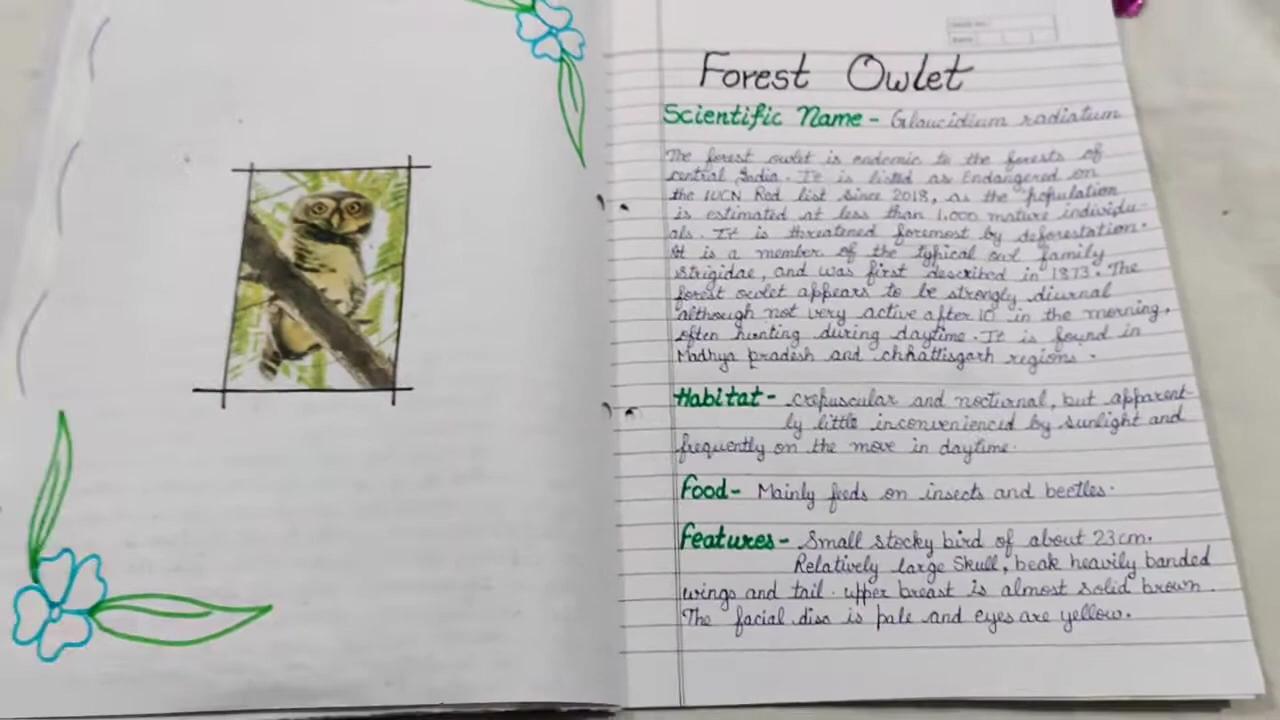 Forest Owlet
Scientific Name - Glaucidium radiatum
The forest owlet is endemic to the forests of
central India. It is listed as Endangered on
the IUCN Red list since 2018, as the population
is estimated at less than 1,000 mature individu-
als. It is threatened foremost by deforestation.
It is a member of the typical owl family
Strigidae, and was first described in 1873. The
forest owlet appears to be strongly diurnal
although not very active after 10 in the morning,
often hunting during daytime. It is found in
Madhya pradesh and chhattisgarh regions.
Habitat - crepuscular and nocturnal, but apparent-
ly little inconvenienced by sunlight and
frequently on the move in daytime.
Food - Mainly feeds on insects and beetles.
Features - Small stocky bird of about 23cm.
Relatively large Skull, beak heavily banded
wings and tail. upper breast is almost solid brown.
The facial disc is pale and eyes are yellow.